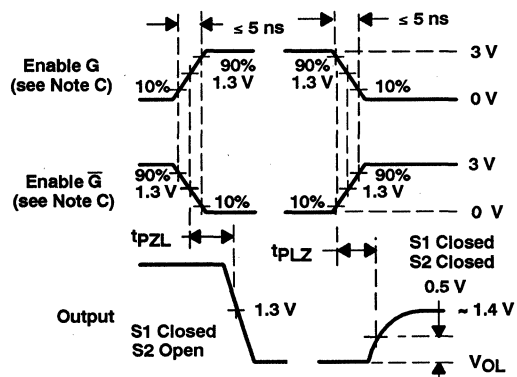 ≤ 5 ns
≤ 5 ns
Enable G
(see Note C)
10%
90%
1.3 V
90%
1.3 V
10%
3 V
0 V
Enable G̅
(see Note C)
90%
1.3 V
10%
10%
90%
1.3 V
3 V
0 V
tPZL
tPLZ
S1 Closed
S2 Closed
0.5 V
Output
1.3 V
~ 1.4 V
S1 Closed
S2 Open
VOL